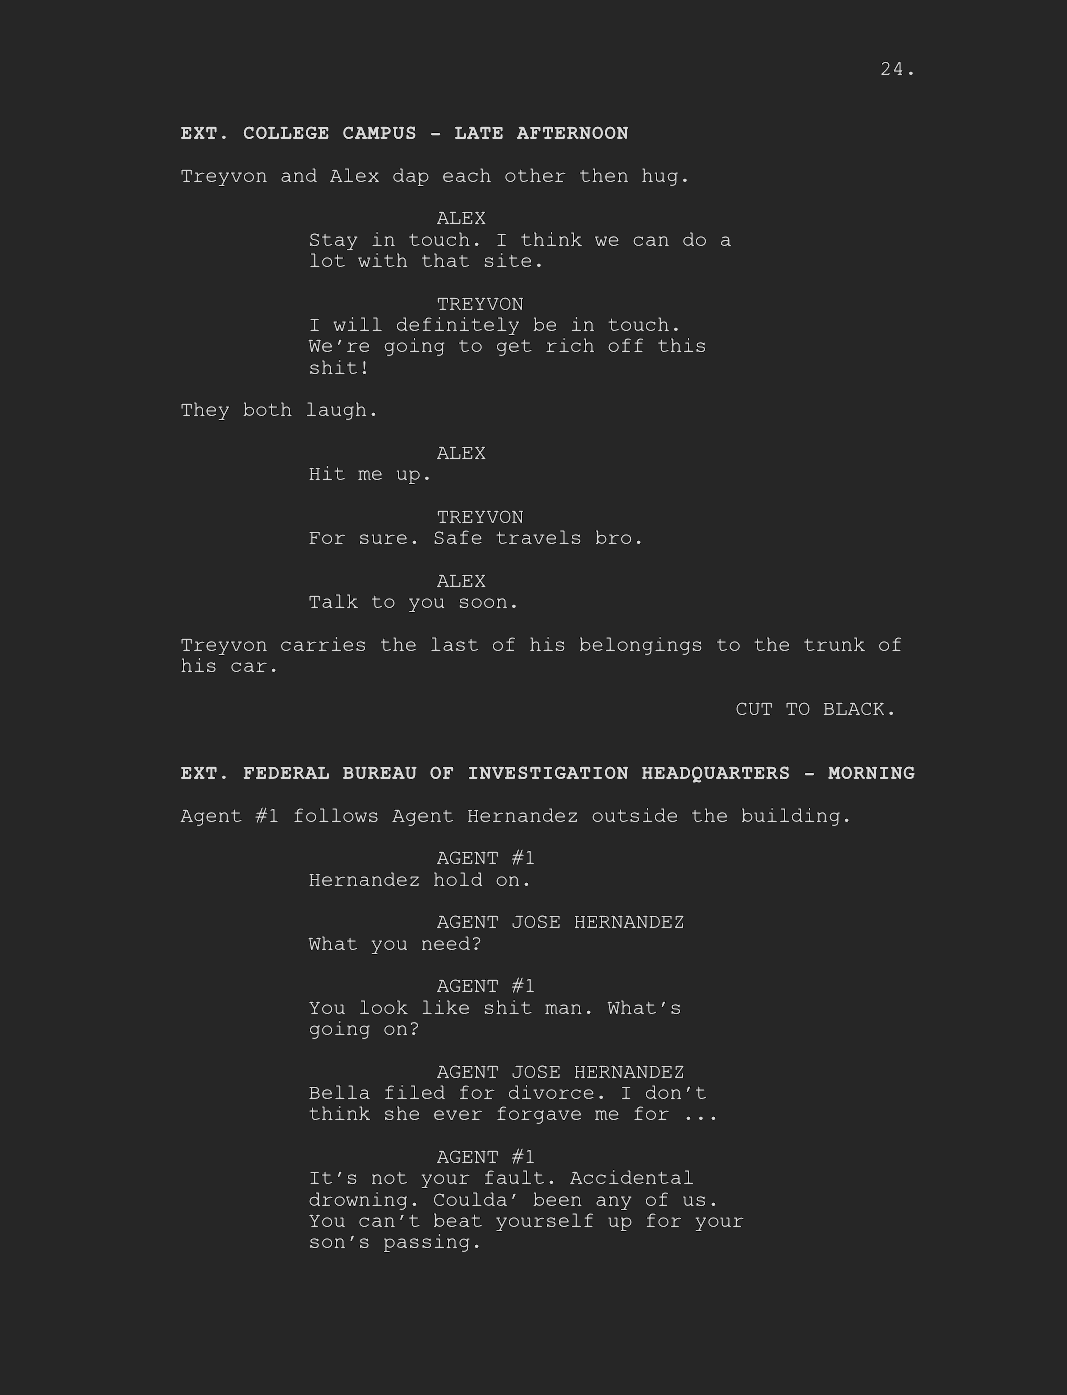 24.
EXT. COLLEGE CAMPUS - LATE AFTERNOON
Treyvon and Alex dap each other then hug.
ALEX
Stay in touch. I think we can do a
lot with that site.
TREYVON
I will definitely be in touch.
We're going to get rich off this
shit!
They both laugh.
ALEX
Hit me up.
TREYVON
For sure. Safe travels bro.
ALEX
Talk to you soon.
Treyvon carries the last of his belongings to the trunk of
his car.
CUT TO BLACK.
EXT. FEDERAL BUREAU OF INVESTIGATION HEADQUARTERS - MORNING
Agent #1 follows Agent Hernandez outside the building.
AGENT #1
Hernandez hold on.
AGENT JOSE HERNANDEZ
What you need?
AGENT #1
You look like shit man. What's
going on?
AGENT JOSE HERNANDEZ
Bella filed for divorce. I don't
think she ever forgave me for ...
AGENT #1
It's not your fault. Accidental
drowning. Coulda' been any of us.
You can't beat yourself up for your
son's passing.